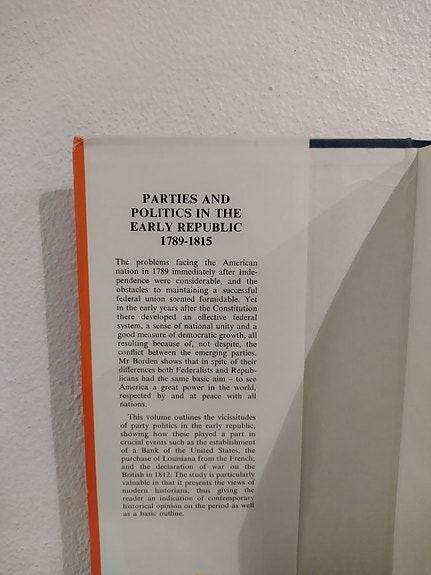 PARTIES AND
POLITICS IN THE
EARLY REPUBLIC
1789-1815
The problems facing the American
nation in 1789 immediately after Inde-
pendence were considerable, and the
obstacles to maintaining a successful
federal union seemed formidable. Yet
in the early years after the Constitution
there developed an effective federal
system, a sense of national unity and a
good measure of democratic growth, all
resulting because of, not despite, the
conflict between the emerging parties.
Mr Borden shows that in spite of their
differences both Federalists and Repub-
licans had the same basic aim – to see
America a great power in the world,
respected by and at peace with all
nations.
This volume outlines the vicissitudes
of party politics in the early republic,
showing how these played a part in
crucial events such as the establishment
of a Bank of the United States, the
purchase of Louisiana from the French,
and the declaration of war on the
British in 1812. The study is particularly
valuable in that it presents the views of
modern historians, thus giving the
reader an indication of contemporary
historical opinion on the period as well
as a basic outline.